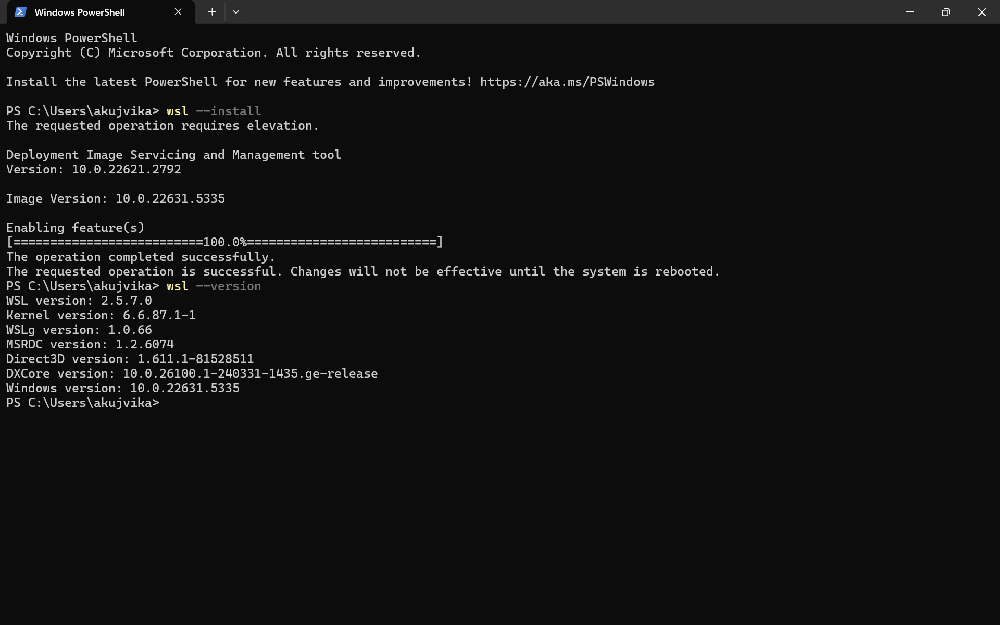 Windows PowerShell
Windows PowerShell
Copyright (C) Microsoft Corporation. All rights reserved.
Install the latest PowerShell for new features and improvements! https://aka.ms/PSWindows
PS C:\Users\akujvika> wsl --install
The requested operation requires elevation.
Deployment Image Servicing and Management tool
Version: 10.0.22621.2792
Image Version: 10.0.22631.5335
Enabling feature(s)
[==========================100.0%==========================]
The operation completed successfully.
The requested operation is successful. Changes will not be effective until the system is rebooted.
PS C:\Users\akujvika> wsl --version
WSL version: 2.5.7.0
Kernel version: 6.6.87.1-1
WSLg version: 1.0.66
MSRDC version: 1.2.6074
Direct3D version: 1.611.1-81528511
DXCore version: 10.0.26100.1-240331-1435.ge-release
Windows version: 10.0.22631.5335
PS C:\Users\akujvika>